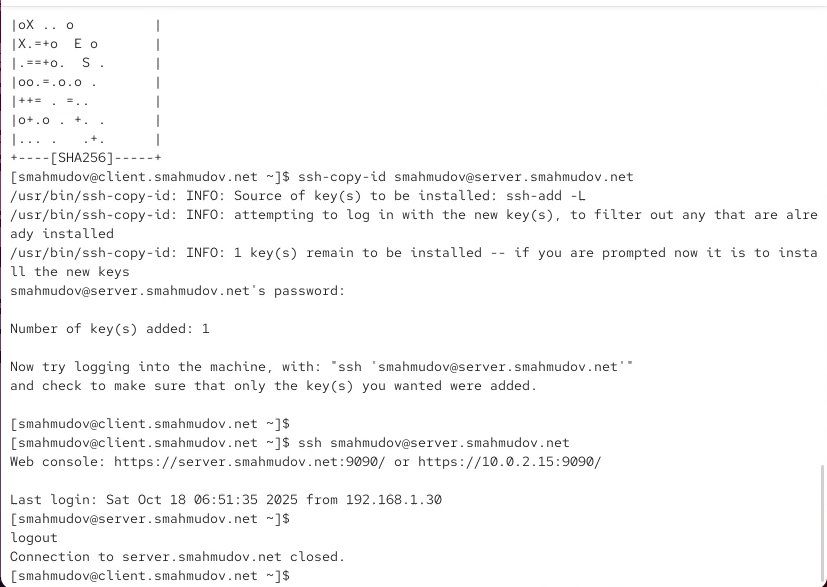 |oX .. o          |
|X.=+o  E o       |
|.==+o.  S .      |
|oo.=.o.o .       |
|++= . =..        |
|o+.o . +. .      |
|... .   .+.      |
+----[SHA256]-----+
[smahmudov@client.smahmudov.net ~]$ ssh-copy-id smahmudov@server.smahmudov.net
/usr/bin/ssh-copy-id: INFO: Source of key(s) to be installed: ssh-add -L
/usr/bin/ssh-copy-id: INFO: attempting to log in with the new key(s), to filter out any that are alre
ady installed
/usr/bin/ssh-copy-id: INFO: 1 key(s) remain to be installed -- if you are prompted now it is to insta
ll the new keys
smahmudov@server.smahmudov.net's password:

Number of key(s) added: 1

Now try logging into the machine, with: "ssh 'smahmudov@server.smahmudov.net'"
and check to make sure that only the key(s) you wanted were added.

[smahmudov@client.smahmudov.net ~]$
[smahmudov@client.smahmudov.net ~]$ ssh smahmudov@server.smahmudov.net
Web console: https://server.smahmudov.net:9090/ or https://10.0.2.15:9090/

Last login: Sat Oct 18 06:51:35 2025 from 192.168.1.30
[smahmudov@server.smahmudov.net ~]$
logout
Connection to server.smahmudov.net closed.
[smahmudov@client.smahmudov.net ~]$